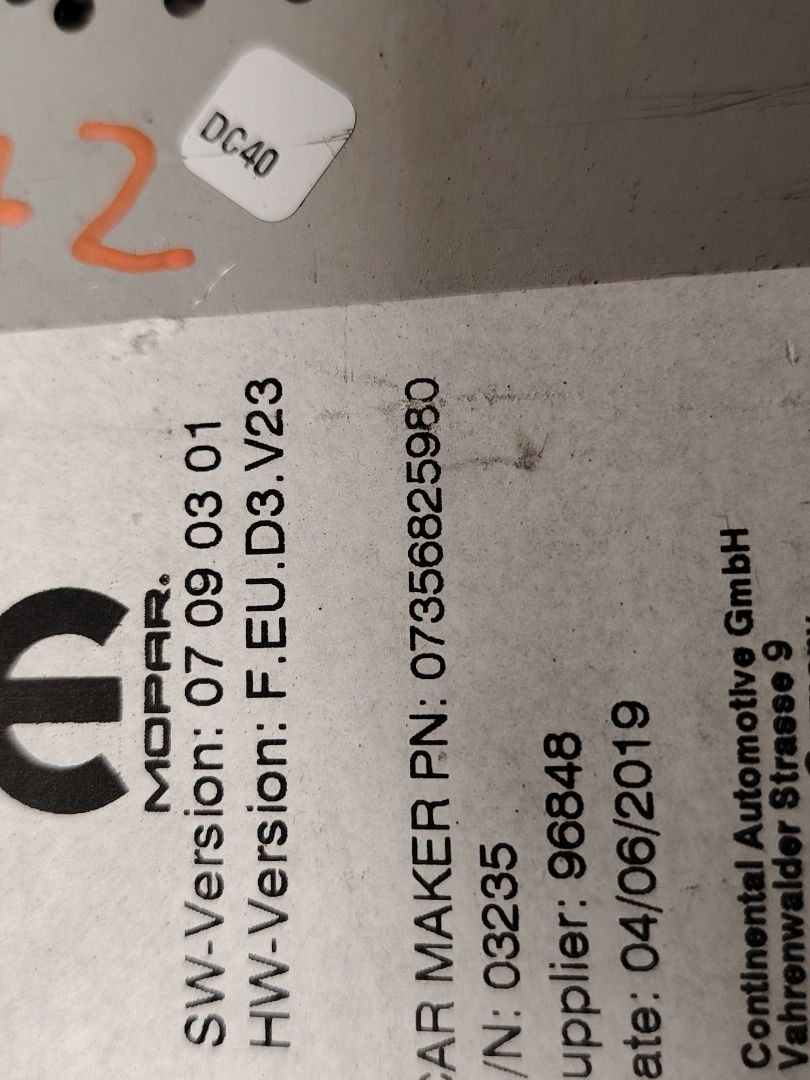 2
DC40
MOPAR.
SW-Version: 07 09 03 01
HW-Version: F.EU.D3.V23
CAR MAKER PN: 07356825980
/N: 03235
upplier: 96848
ate: 04/06/2019
Continental Automotive GmbH
Vahrenwalder Strasse 9